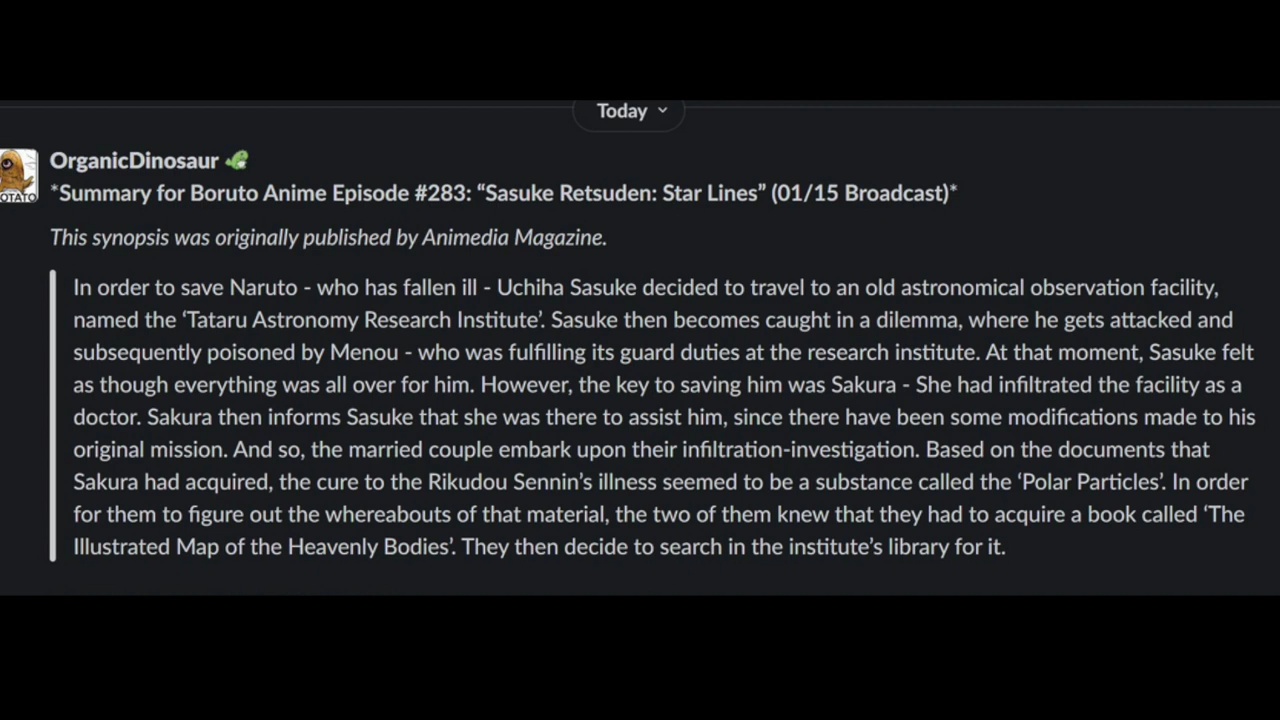 Today
OrganicDinosaur
*Summary for Boruto Anime Episode #283: “Sasuke Retsuden: Star Lines” (01/15 Broadcast)*
This synopsis was originally published by Animedia Magazine.
In order to save Naruto - who has fallen ill - Uchiha Sasuke decided to travel to an old astronomical observation facility,
named the ‘Tataru Astronomy Research Institute’. Sasuke then becomes caught in a dilemma, where he gets attacked and
subsequently poisoned by Menou - who was fulfilling its guard duties at the research institute. At that moment, Sasuke felt
as though everything was all over for him. However, the key to saving him was Sakura - She had infiltrated the facility as a
doctor. Sakura then informs Sasuke that she was there to assist him, since there have been some modifications made to his
original mission. And so, the married couple embark upon their infiltration-investigation. Based on the documents that
Sakura had acquired, the cure to the Rikudou Sennin’s illness seemed to be a substance called the ‘Polar Particles’. In order
for them to figure out the whereabouts of that material, the two of them knew that they had to acquire a book called ‘The
Illustrated Map of the Heavenly Bodies’. They then decide to search in the institute’s library for it.